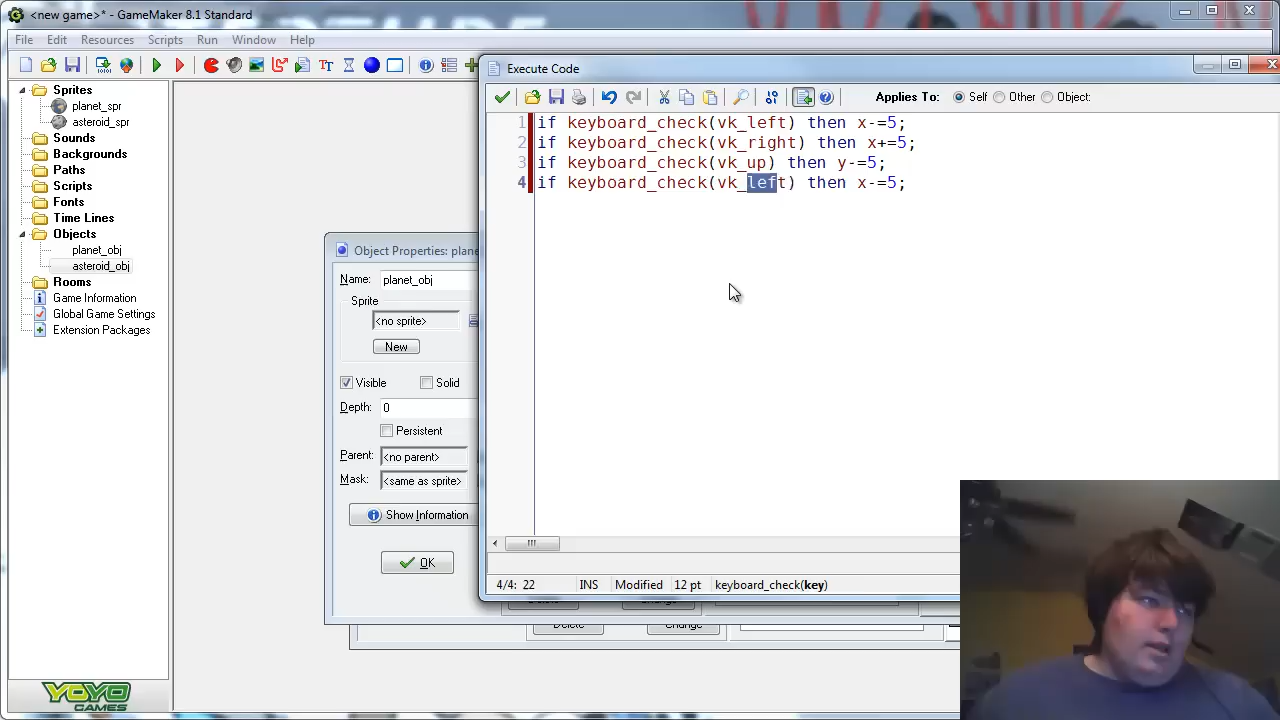 <new game>* - GameMaker 8.1 Standard
File Edit Resources Scripts Run Window Help
Sprites
planet_spr
asteroid_spr
Sounds
Backgrounds
Paths
Scripts
Fonts
Time Lines
Objects
planet_obj
asteroid_obj
Rooms
Game Information
Global Game Settings
Extension Packages
YOYO
GAMES
Object Properties: plane
Name: planet_obj
Sprite
<no sprite>
New
Visible Solid
Depth: 0
Persistent
Parent: <no parent>
Mask: <same as sprite>
Show Information
OK
Execute Code
Applies To: Self Other Object:
1 if keyboard_check(vk_left) then x-=5;
2 if keyboard_check(vk_right) then x+=5;
3 if keyboard_check(vk_up) then y-=5;
4 if keyboard_check(vk_left) then x-=5;
4/4: 22 INS Modified 12 pt keyboard_check(key)
Delete Change